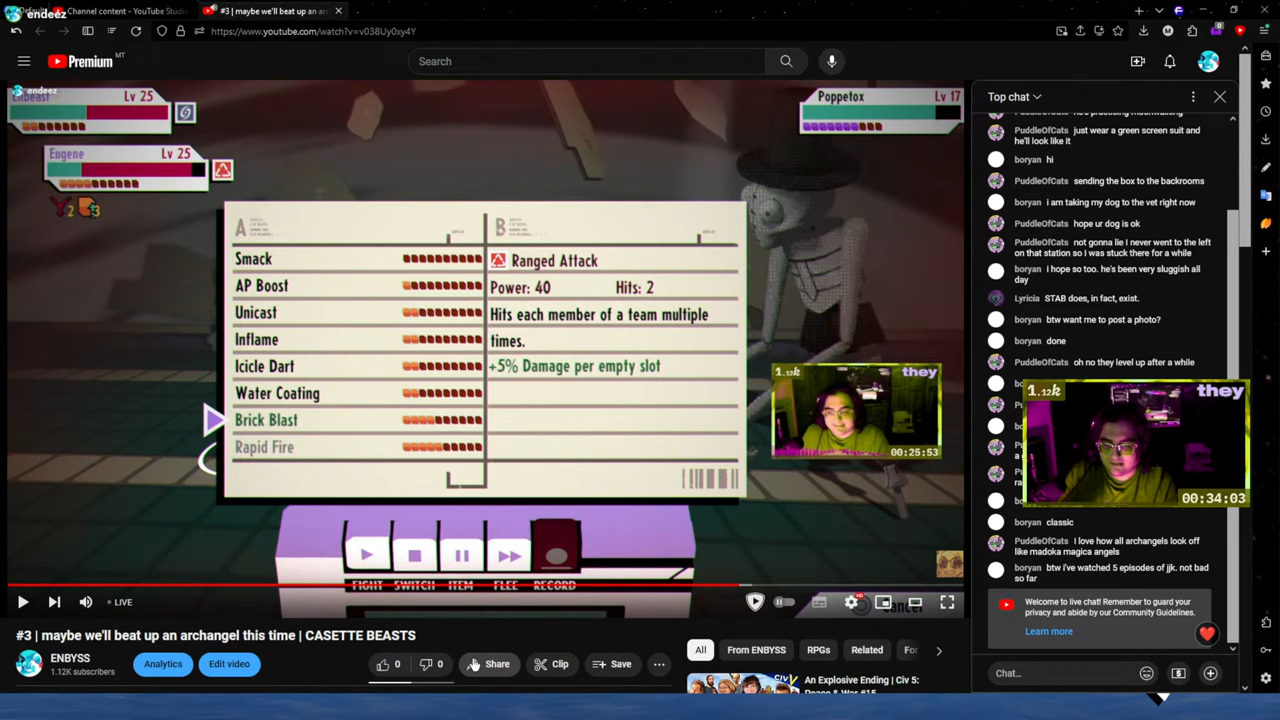 endeez
Channel content - YouTube Studio
#3 | maybe we'll beat up an arc
https://www.youtube.com/watch?v=v038Uy0xy4Y
Premium MT
Search
endeez
Lv 25
Eugene Lv 25
2 3
Poppetox Lv 17
A
B
Smack
AP Boost
Unicast
Inflame
Icicle Dart
Water Coating
Brick Blast
Rapid Fire
Ranged Attack
Power: 40 Hits: 2
Hits each member of a team multiple
times.
+5% Damage per empty slot
1.12k they
00:25:53
FIGHT SWITCH ITEM FLEE RECORD
LIVE
#3 | maybe we'll beat up an archangel this time | CASETTE BEASTS
ENBYSS
1.12K subscribers
Analytics
Edit video
0
0
Share
Clip
Save
Top chat
PuddleOfCats just wear a green screen suit and
he'll look like it
boryan hi
PuddleOfCats sending the box to the backrooms
boryan i am taking my dog to the vet right now
PuddleOfCats hope ur dog is ok
PuddleOfCats not gonna lie I never went to the left
on that station so I was stuck there for a while
boryan i hope so too. he's been very sluggish all
day
Lyricia STAB does, in fact, exist.
boryan btw want me to post a photo?
boryan done
PuddleOfCats oh no they level up after a while
1.12k they
00:34:03
boryan classic
PuddleOfCats I love how all archangels look off
like madoka magica angels
boryan btw i've watched 5 episodes of jjk. not bad
so far
Welcome to live chat! Remember to guard your
privacy and abide by our Community Guidelines.
Learn more
Chat...
All
From ENBYSS
RPGs
Related
An Explosive Ending | Civ 5:
Peace & War #15